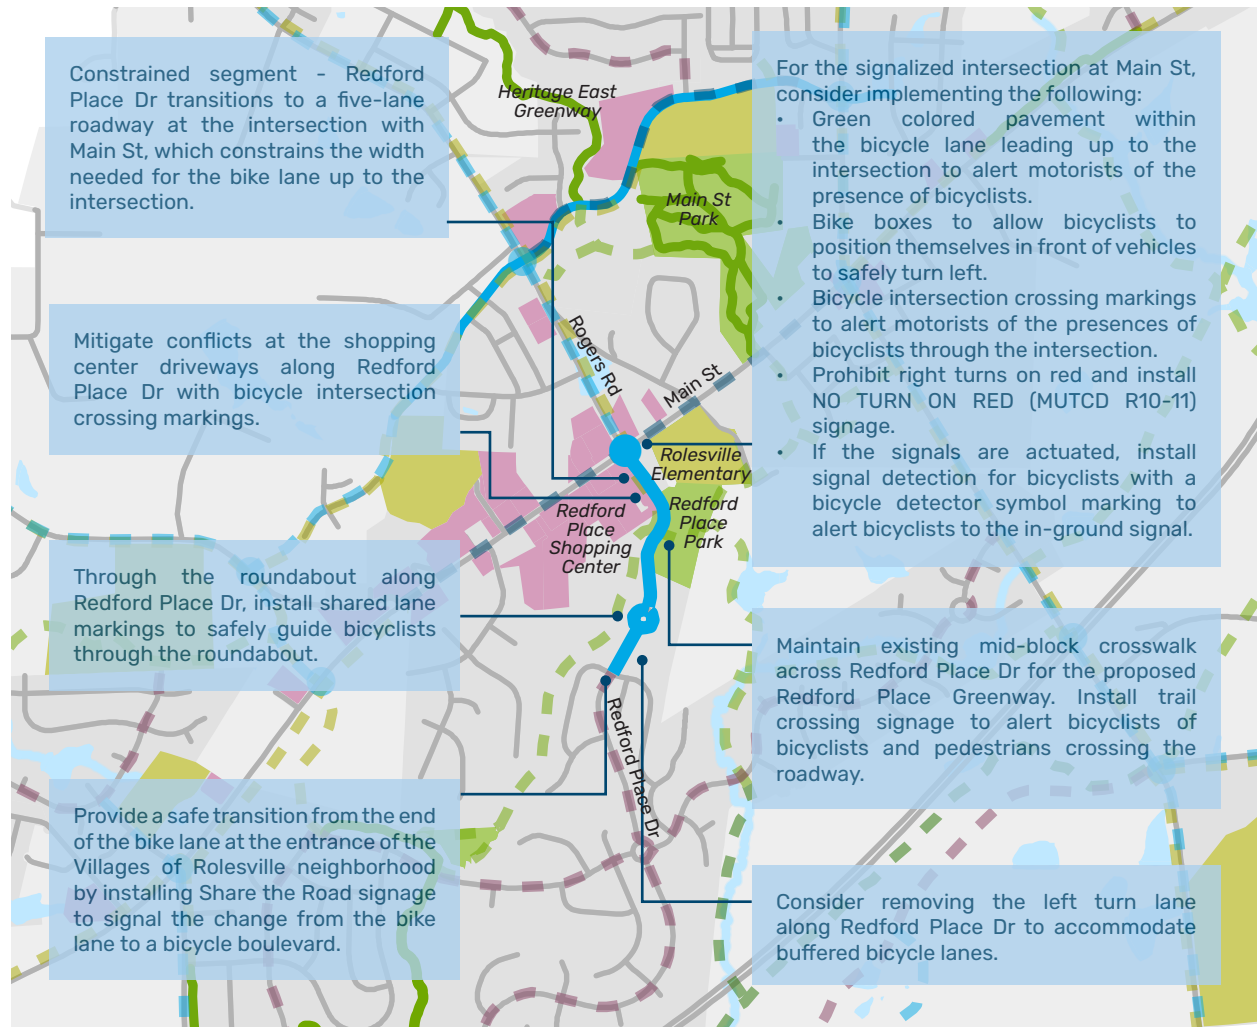 Constrained segment - Redford
Place Dr transitions to a five-lane
roadway at the intersection with
Main St, which constrains the width
needed for the bike lane up to the
intersection.
Mitigate conflicts at the shopping
center driveways along Redford
Place Dr with bicycle intersection
crossing markings.
Through the roundabout along
Redford Place Dr, install shared lane
markings to safely guide bicyclists
through the roundabout.
Provide a safe transition from the end
of the bike lane at the entrance of the
Villages of Rolesville neighborhood
by installing Share the Road signage
to signal the change from the bike
lane to a bicycle boulevard.
Heritage East
Greenway
Main St
Park
Rogers Rd
Main St
Rolesville
Elementary
Redford
Place
Shopping
Center
Redford
Place
Park
Redford Place Dr
For the signalized intersection at Main St,
consider implementing the following:
• Green colored pavement within
the bicycle lane leading up to the
intersection to alert motorists of the
presence of bicyclists.
• Bike boxes to allow bicyclists to
position themselves in front of vehicles
to safely turn left.
• Bicycle intersection crossing markings
to alert motorists of the presences of
bicyclists through the intersection.
• Prohibit right turns on red and install
NO TURN ON RED (MUTCD R10-11)
signage.
• If the signals are actuated, install
signal detection for bicyclists with a
bicycle detector symbol marking to
alert bicyclists to the in-ground signal.
Maintain existing mid-block crosswalk
across Redford Place Dr for the proposed
Redford Place Greenway. Install trail
crossing signage to alert bicyclists of
bicyclists and pedestrians crossing the
roadway.
Consider removing the left turn lane
along Redford Place Dr to accommodate
buffered bicycle lanes.